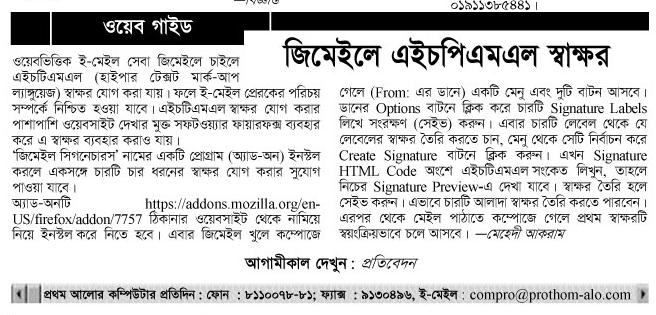 ০১৯১১৩৮৫৪৪১।
ওয়েব গাইড
জিমেইলে এইচপিএমএল স্বাক্ষর
ওয়েবভিত্তিক ই-মেইল সেবা জিমেইলে চাইলে
এইচটিএমএল (হাইপার টেক্সট মার্ক-আপ
ল্যাঙ্গুয়েজ) স্বাক্ষর যোগ করা যায়। ফলে ই-মেইল প্রেরকের পরিচয়
সম্পর্কে নিশ্চিত হওয়া যাবে। এইচটিএমএল স্বাক্ষর যোগ করার
পাশাপাশি ওয়েবসাইট দেখার মুক্ত সফটওয়্যার ফায়ারফক্স ব্যবহার
করে এ স্বাক্ষর ব্যবহার করাও যায়।
'জিমেইল সিগনেচারস' নামের একটি প্রোগ্রাম (অ্যাড-অন) ইনস্টল
করলে একসঙ্গে চারটি চার ধরনের স্বাক্ষর যোগ করার সুযোগ
পাওয়া যাবে।
অ্যাড-অনটি https://addons.mozilla.org/en-
US/firefox/addon/7757 ঠিকানার ওয়েবসাইট থেকে নামিয়ে
নিয়ে ইনস্টল করে নিতে হবে। এবার জিমেইল খুলে কম্পোজে
গেলে (From: এর ডানে) একটি মেনু এবং দুটি বাটন আসবে।
ডানের Options বাটনে ক্লিক করে চারটি Signature Labels
লিখে সংরক্ষণ (সেইভ) করুন। এবার চারটি লেবেল থেকে যে
লেবেলের স্বাক্ষর তৈরি করতে চান, মেনু থেকে সেটি নির্বাচন করে
Create Signature বাটনে ক্লিক করুন। এখন Signature
HTML Code অংশে এইচটিএমএল সংকেত লিখুন, তাহলে
নিচের Signature Preview-এ দেখা যাবে। স্বাক্ষর তৈরি হলে
সেইভ করুন। এভাবে চারটি আলাদা স্বাক্ষর তৈরি করতে পারবেন।
এরপর থেকে মেইল পাঠাতে কম্পোজে গেলে প্রথম স্বাক্ষরটি
স্বয়ংক্রিয়ভাবে চলে আসবে। —মেহেদী আকরাম
আগামীকাল দেখুন : প্রতিবেদন
প্রথম আলোর কম্পিউটার প্রতিদিন : ফোন : ৮১১০০৭৮-৮১; ফ্যাক্স : ৯১৩০৪৯৬, ই-মেইল : compro@prothom-alo.com